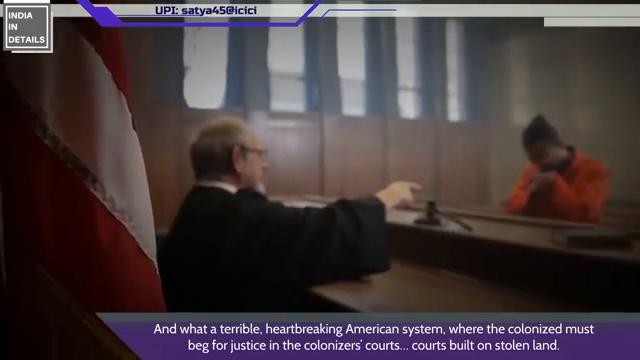 INDIA
IN
DETAILS
UPI: satya45@icici
And what a terrible, heartbreaking American system, where the colonized must
beg for justice in the colonizers' courts... courts built on stolen land.